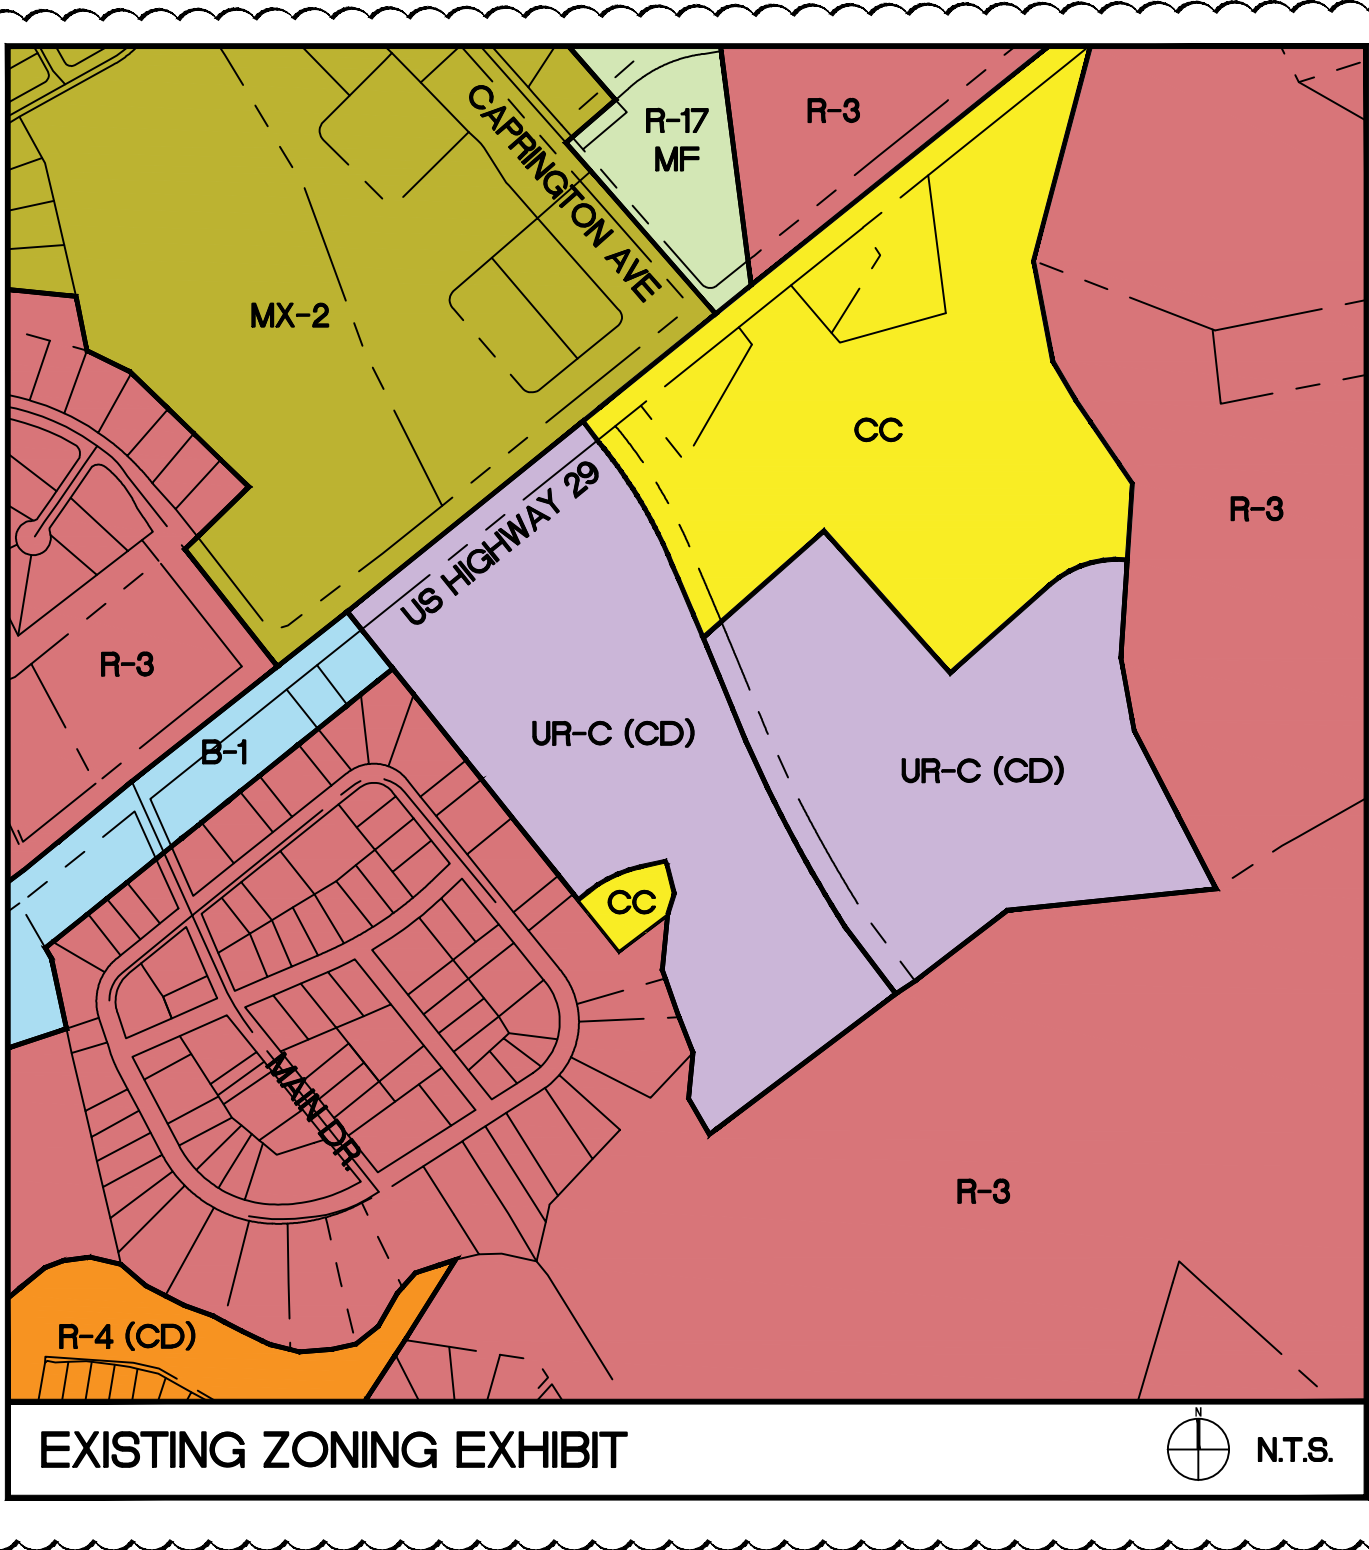 CAPRINGTON AVE
R-17
MF
R-3
MX-2
CC
US HIGHWAY 29
R-3
R-3
B-1
UR-C (CD)
UR-C (CD)
CC
MAIN DR.
R-3
R-4 (CD)
EXISTING ZONING EXHIBIT
N
N.T.S.